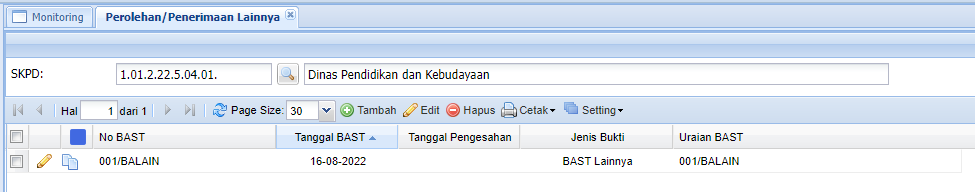 Monitoring Perolehan/Penerimaan Lainnya
SKPD: 1.01.2.22.5.04.01. Dinas Pendidikan dan Kebudayaan
Hal 1 dari 1 Page Size: 30 Tambah Edit Hapus Cetak Setting
No BAST Tanggal BAST Tanggal Pengesahan Jenis Bukti Uraian BAST
001/BALAIN 16-08-2022 BAST Lainnya 001/BALAIN